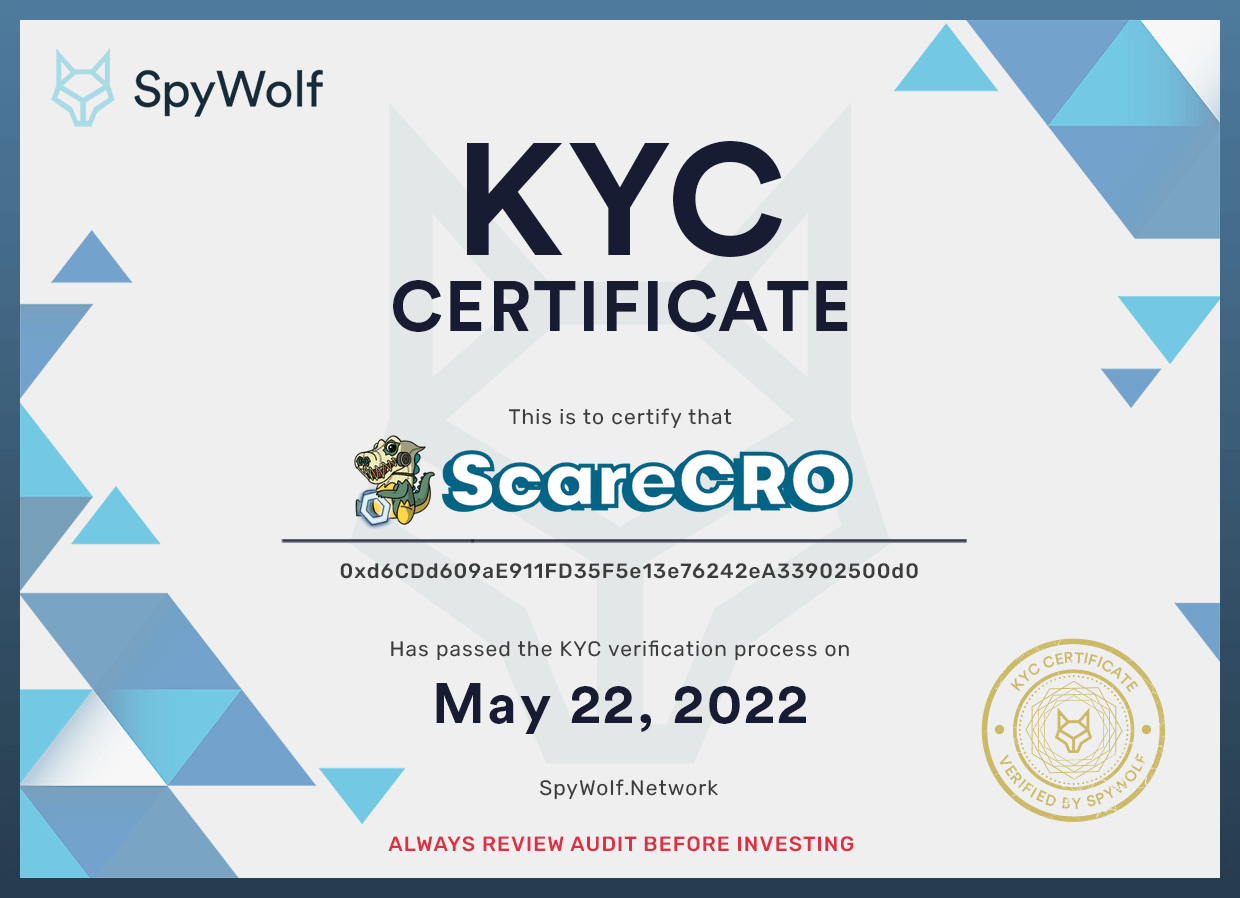 SpyWolf
KYC
CERTIFICATE
This is to certify that
ScareCRO
0xd6CDd609aE911FD35F5e13e76242eA33902500d0
Has passed the KYC verification process on
May 22, 2022
KYC CERTIFICATE
VERIFIED BY SPYWOLF
SpyWolf.Network
ALWAYS REVIEW AUDIT BEFORE INVESTING